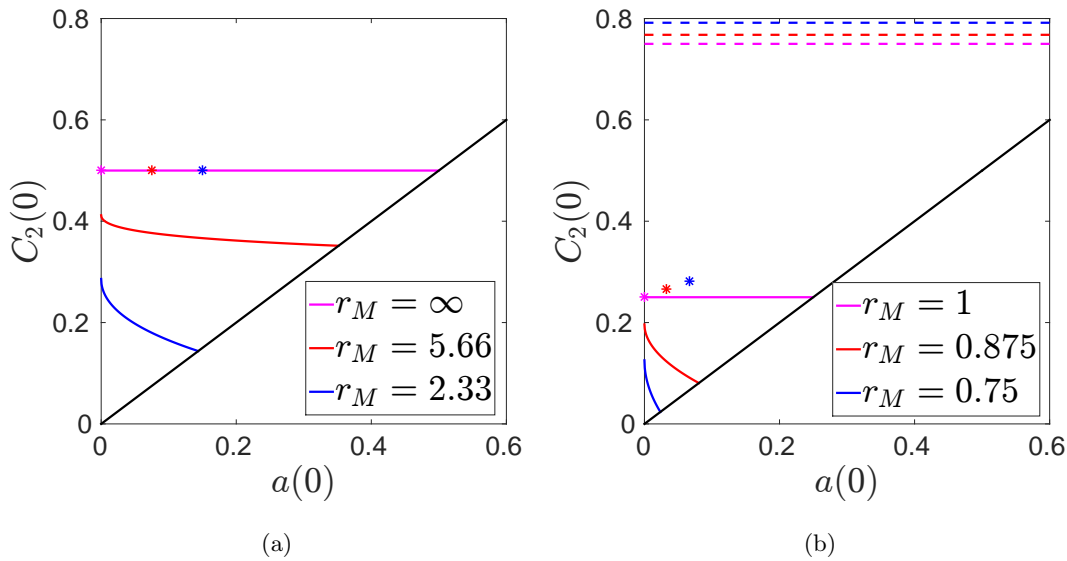 0.8
0.6
0.4
0.2
0
0
0.2
0.4
0.6
C₂(0)
a(0)
r_M = ∞
r_M = 5.66
r_M = 2.33
(a)
0.8
0.6
0.4
0.2
0
0
0.2
0.4
0.6
C₂(0)
a(0)
r_M = 1
r_M = 0.875
r_M = 0.75
(b)